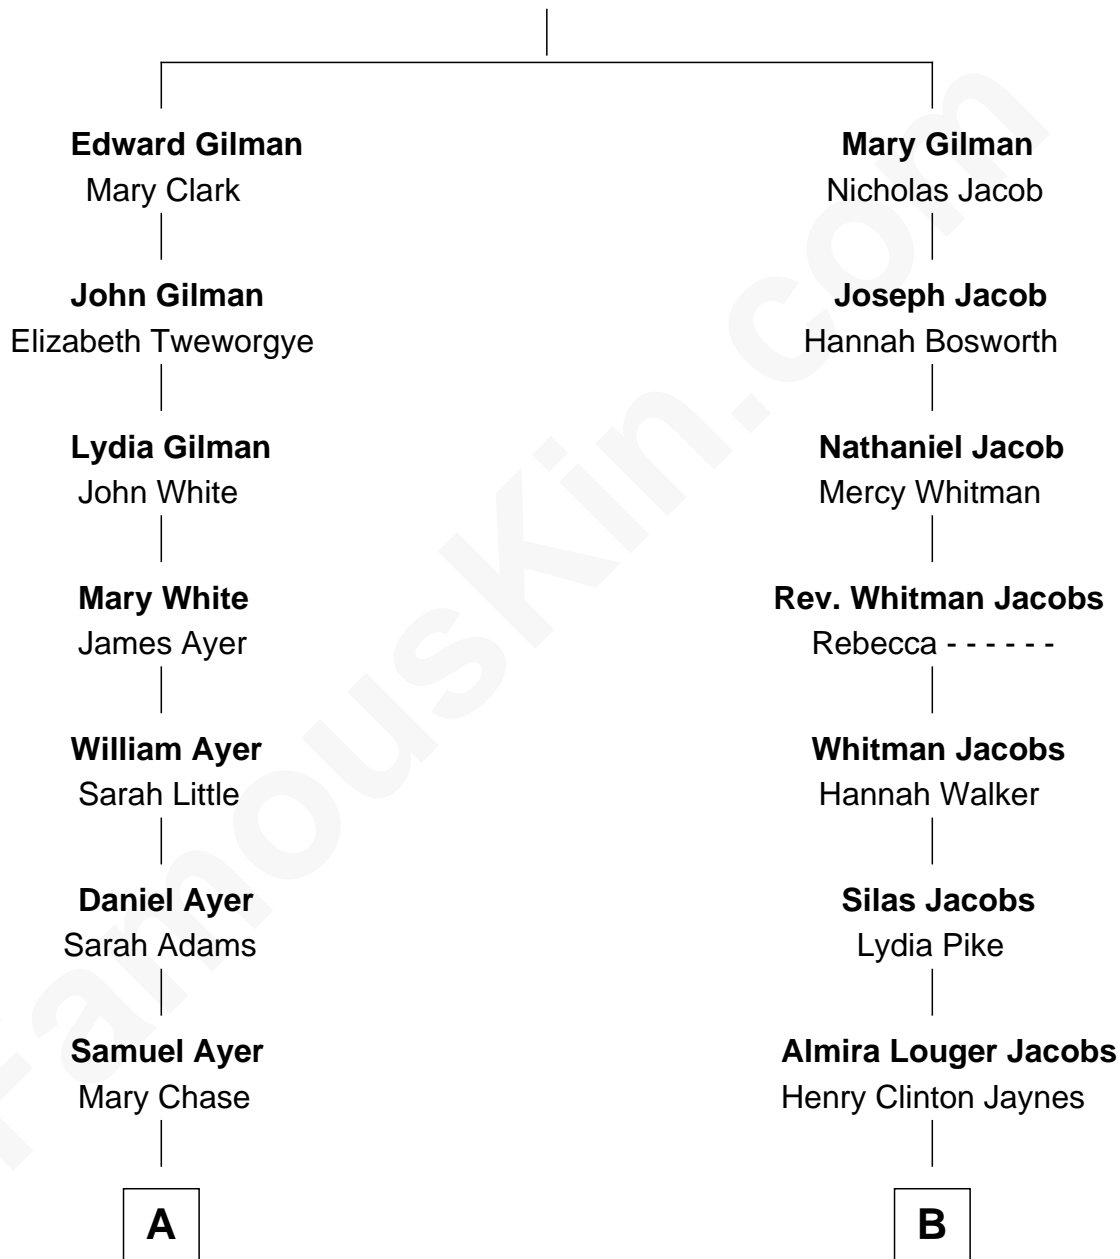 Edward Gilman
Mary Clark
John Gilman
Elizabeth Tweworgye
Lydia Gilman
John White
Mary White
James Ayer
William Ayer
Sarah Little
Daniel Ayer
Sarah Adams
Samuel Ayer
Mary Chase
A
Mary Gilman
Nicholas Jacob
Joseph Jacob
Hannah Bosworth
Nathaniel Jacob
Mercy Whitman
Rev. Whitman Jacobs
Rebecca - - - - - -
Whitman Jacobs
Hannah Walker
Silas Jacobs
Lydia Pike
Almira Louger Jacobs
Henry Clinton Jaynes
B
FamousKin.com